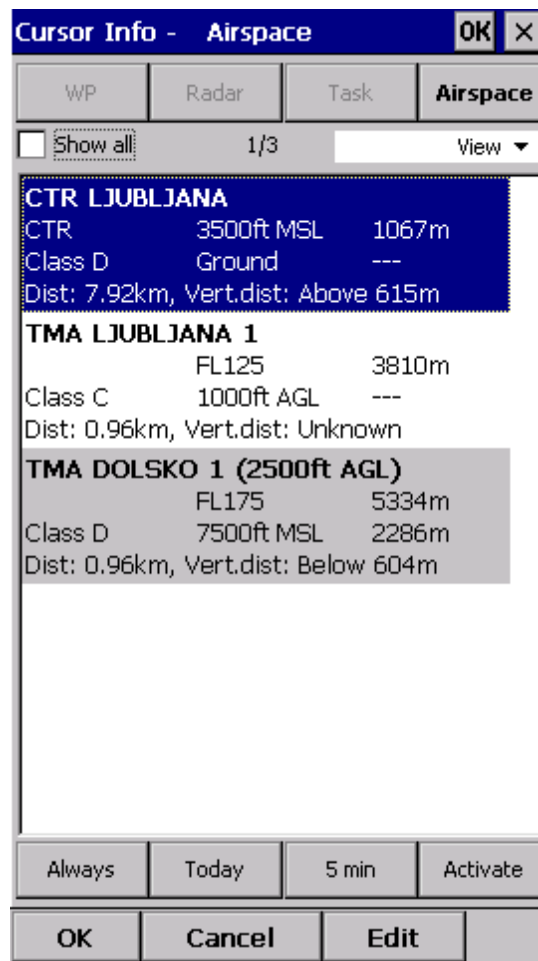 Cursor Info - Airspace OK ×
WP Radar Task Airspace
Show all 1/3 View
CTR LJUBLJANA
CTR 3500ft MSL 1067m
Class D Ground ---
Dist: 7.92km, Vert.dist: Above 615m
TMA LJUBLJANA 1
FL125 3810m
Class C 1000ft AGL ---
Dist: 0.96km, Vert.dist: Unknown
TMA DOLSKO 1 (2500ft AGL)
FL175 5334m
Class D 7500ft MSL 2286m
Dist: 0.96km, Vert.dist: Below 604m
Always Today 5 min Activate
OK Cancel Edit